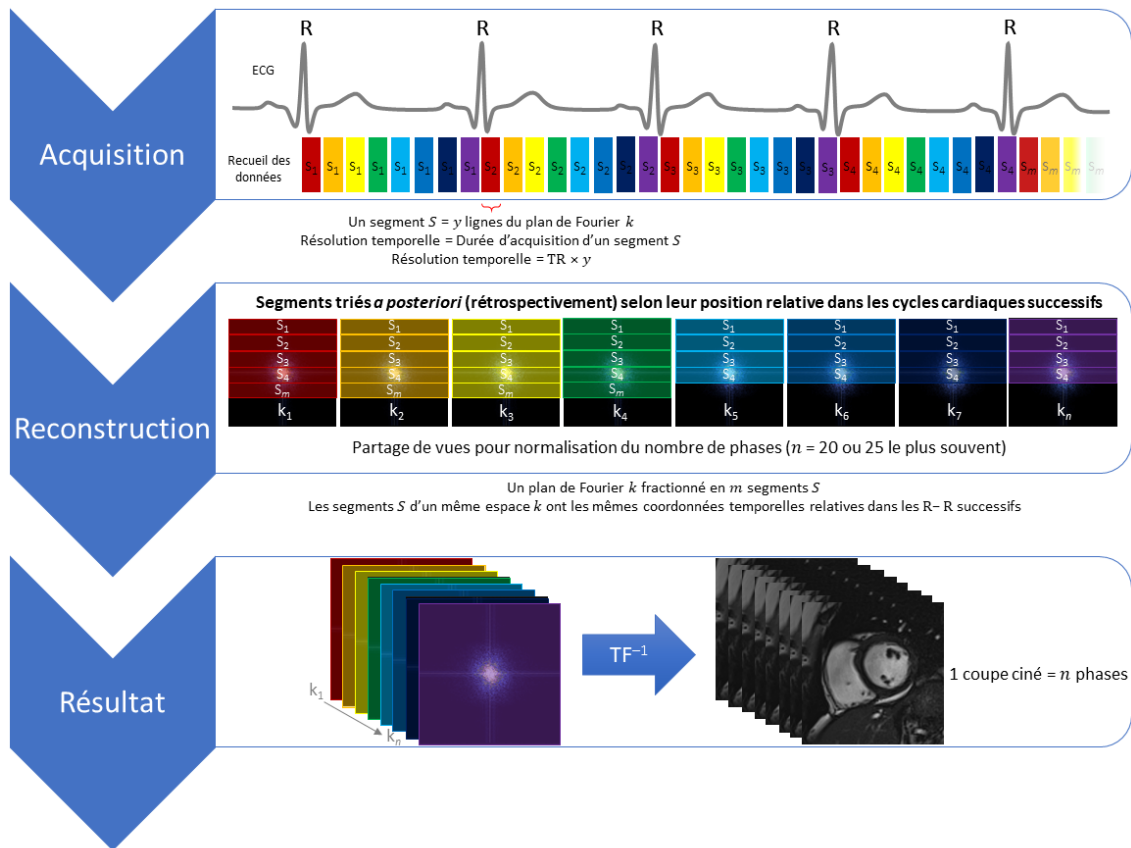 R R R R R
ECG
Acquisition
Recueil des
données
S1 S1 S1 S1 S1 S1 S1 S1 S2 S2 S2 S2 S2 S2 S2 S2 S3 S3 S3 S3 S3 S3 S3 S3 S4 S4 S4 S4 S4 S4 S4 Sm Sm Sm Sm
Un segment S = y lignes du plan de Fourier k
Résolution temporelle = Durée d'acquisition d'un segment S
Résolution temporelle = TR × y
Reconstruction
Segments triés a posteriori (rétrospectivement) selon leur position relative dans les cycles cardiaques successifs
S1 S1 S1 S1 S1 S1 S1 S1
S2 S2 S2 S2 S2 S2 S2 S2
S3 S3 S3 S3 S3 S3 S3 S3
S4 S4 S4 S4 S4 S4 S4 S4
Sm Sm Sm Sm
k1 k2 k3 k4 k5 k6 k7 kn
Partage de vues pour normalisation du nombre de phases (n = 20 ou 25 le plus souvent)
Un plan de Fourier k fractionné en m segments S
Les segments S d'un même espace k ont les mêmes coordonnées temporelles relatives dans les R– R successifs
Résultat
k1
kn
TF–1
1 coupe ciné = n phases